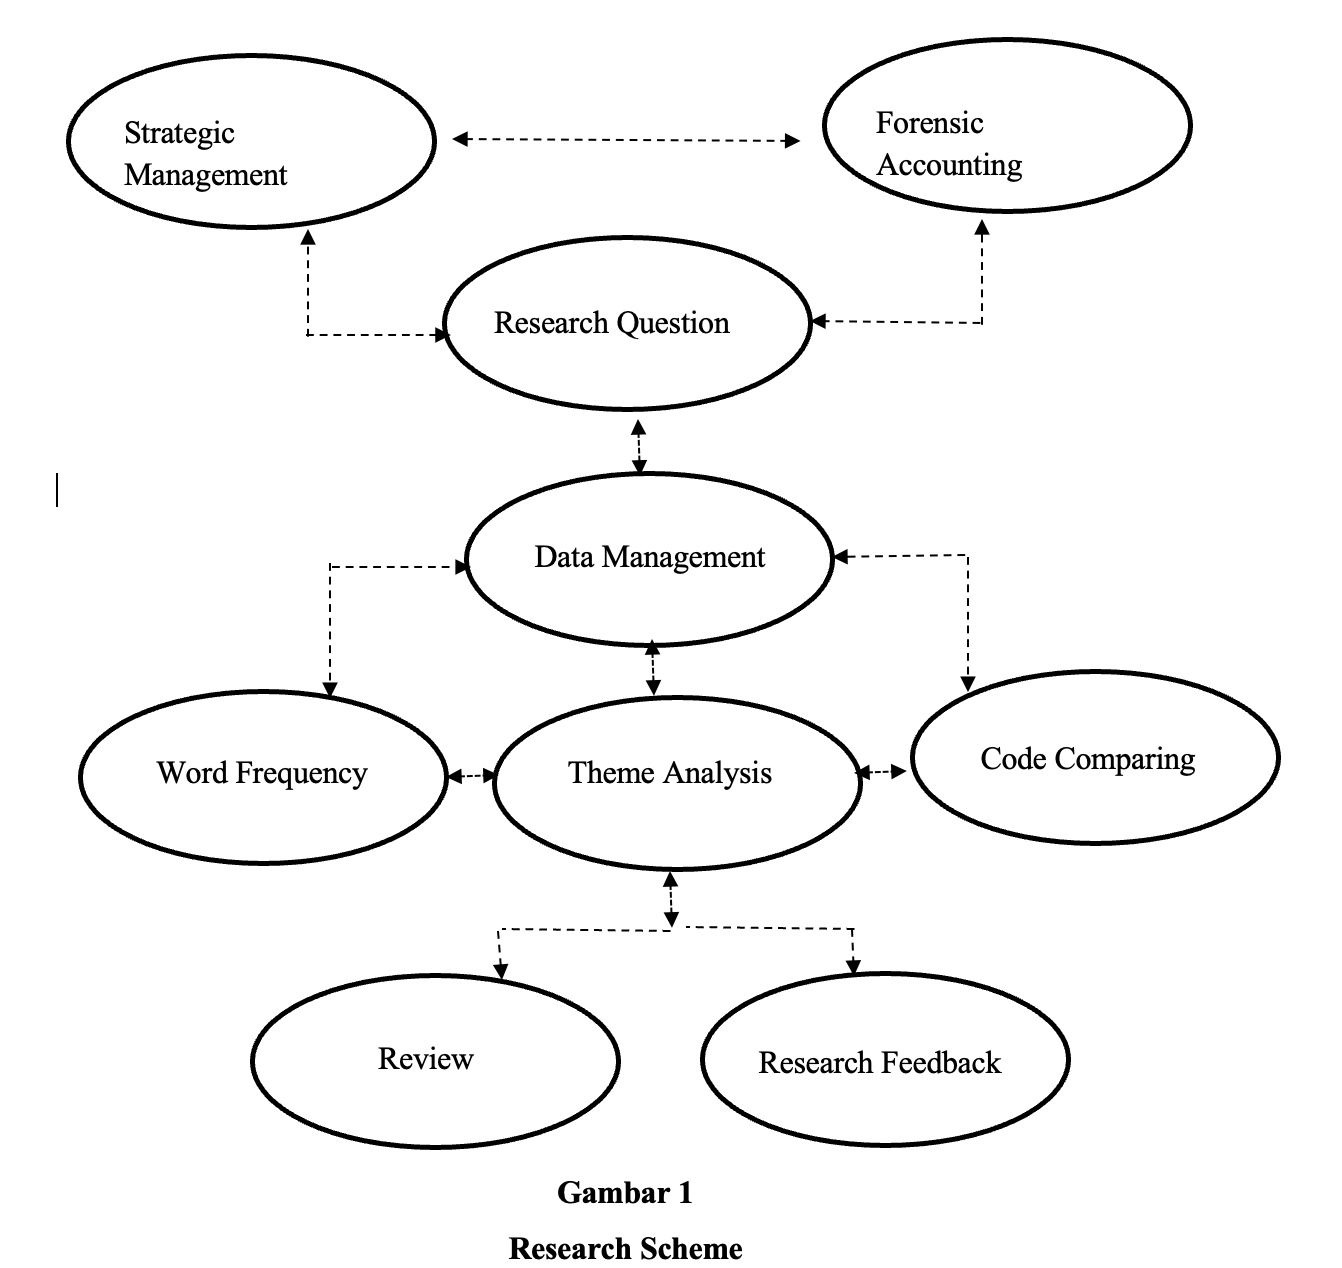 Strategic
Management
Forensic
Accounting
Research Question
Data Management
Word Frequency
Theme Analysis
Code Comparing
Review
Research Feedback
Gambar 1
Research Scheme